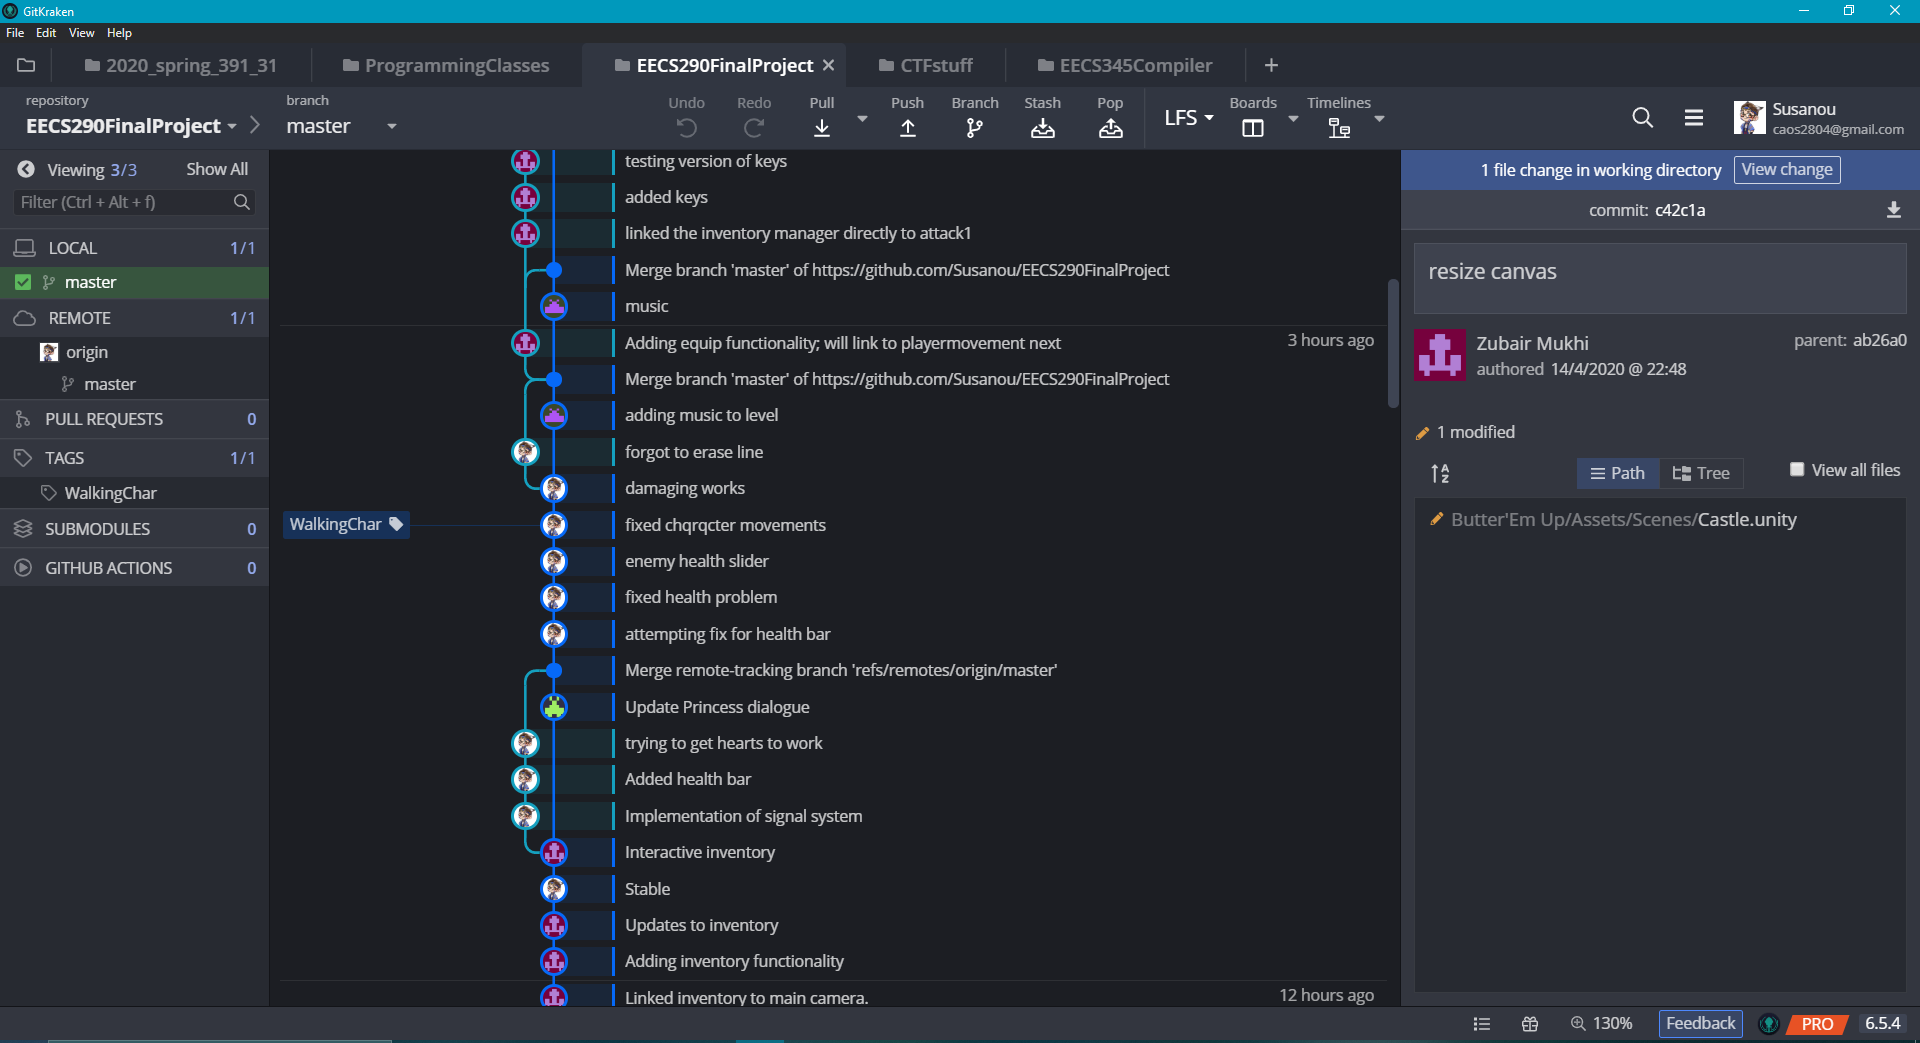 GitKraken
File Edit View Help
2020_spring_391_31 ProgrammingClasses EECS290FinalProject CTFstuff EECS345Compiler +
repository
EECS290FinalProject
branch
master
Undo Redo Pull Push Branch Stash Pop LFS Boards Timelines
Susanou
caos2804@gmail.com
Viewing 3/3 Show All
Filter (Ctrl + Alt + f)
LOCAL 1/1
master
REMOTE 1/1
origin
master
PULL REQUESTS 0
TAGS 1/1
WalkingChar
SUBMODULES 0
GITHUB ACTIONS 0
testing version of keys
added keys
linked the inventory manager directly to attack1
Merge branch 'master' of https://github.com/Susanou/EECS290FinalProject
music
Adding equip functionality; will link to playermovement next 3 hours ago
Merge branch 'master' of https://github.com/Susanou/EECS290FinalProject
adding music to level
forgot to erase line
damaging works
WalkingChar fixed chqrqcter movements
enemy health slider
fixed health problem
attempting fix for health bar
Merge remote-tracking branch 'refs/remotes/origin/master'
Update Princess dialogue
trying to get hearts to work
Added health bar
Implementation of signal system
Interactive inventory
Stable
Updates to inventory
Adding inventory functionality
Linked inventory to main camera. 12 hours ago
1 file change in working directory View change
commit: c42c1a
resize canvas
Zubair Mukhi parent: ab26a0
authored 14/4/2020 @ 22:48
1 modified
Path Tree View all files
Butter'Em Up/Assets/Scenes/Castle.unity
130% Feedback PRO 6.5.4